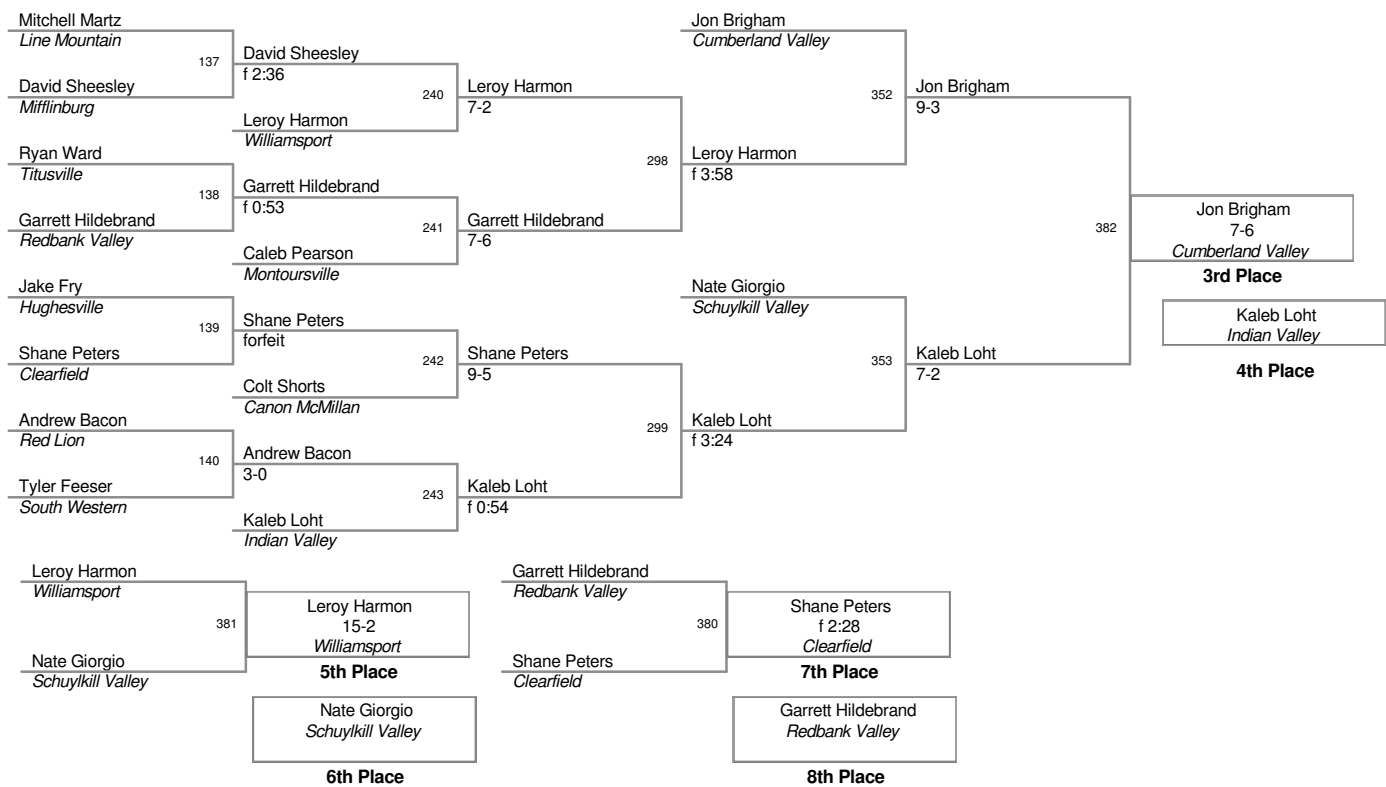 Mitchell Martz
Line Mountain
137
David Sheesley
Mifflinburg
David Sheesley
f 2:36
240
Leroy Harmon
Williamsport
Leroy Harmon
7-2
Ryan Ward
Titusville
138
Garrett Hildebrand
Redbank Valley
Garrett Hildebrand
f 0:53
241
Caleb Pearson
Montoursville
Garrett Hildebrand
7-6
298
Leroy Harmon
f 3:58
Jon Brigham
Cumberland Valley
352
Jon Brigham
9-3
Jake Fry
Hughesville
139
Shane Peters
Clearfield
Shane Peters
forfeit
242
Colt Shorts
Canon McMillan
Shane Peters
9-5
Andrew Bacon
Red Lion
140
Tyler Feeser
South Western
Andrew Bacon
3-0
243
Kaleb Loht
Indian Valley
Kaleb Loht
f 0:54
299
Kaleb Loht
f 3:24
Nate Giorgio
Schuylkill Valley
353
Kaleb Loht
7-2
382
Jon Brigham
7-6
Cumberland Valley
3rd Place
Kaleb Loht
Indian Valley
4th Place
Leroy Harmon
Williamsport
381
Nate Giorgio
Schuylkill Valley
Leroy Harmon
15-2
Williamsport
5th Place
Nate Giorgio
Schuylkill Valley
6th Place
Garrett Hildebrand
Redbank Valley
380
Shane Peters
Clearfield
Shane Peters
f 2:28
Clearfield
7th Place
Garrett Hildebrand
Redbank Valley
8th Place